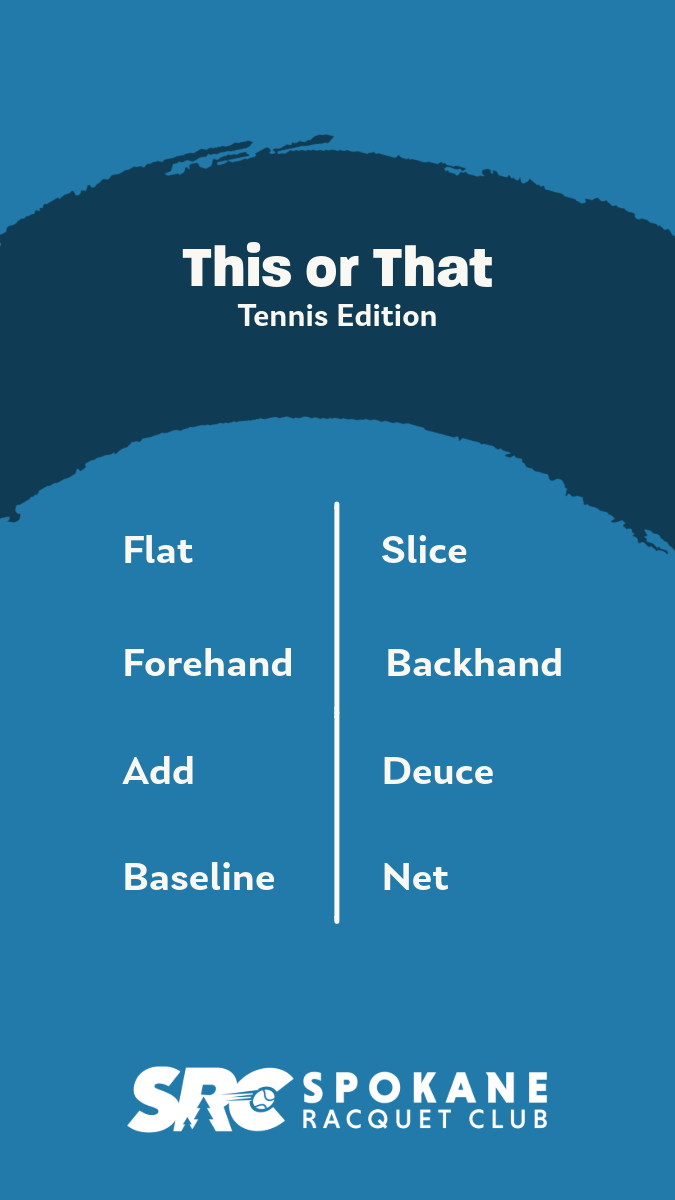 This or That
Tennis Edition
Flat Slice
Forehand Backhand
Add Deuce
Baseline Net
SRC SPOKANE
RACQUET CLUB